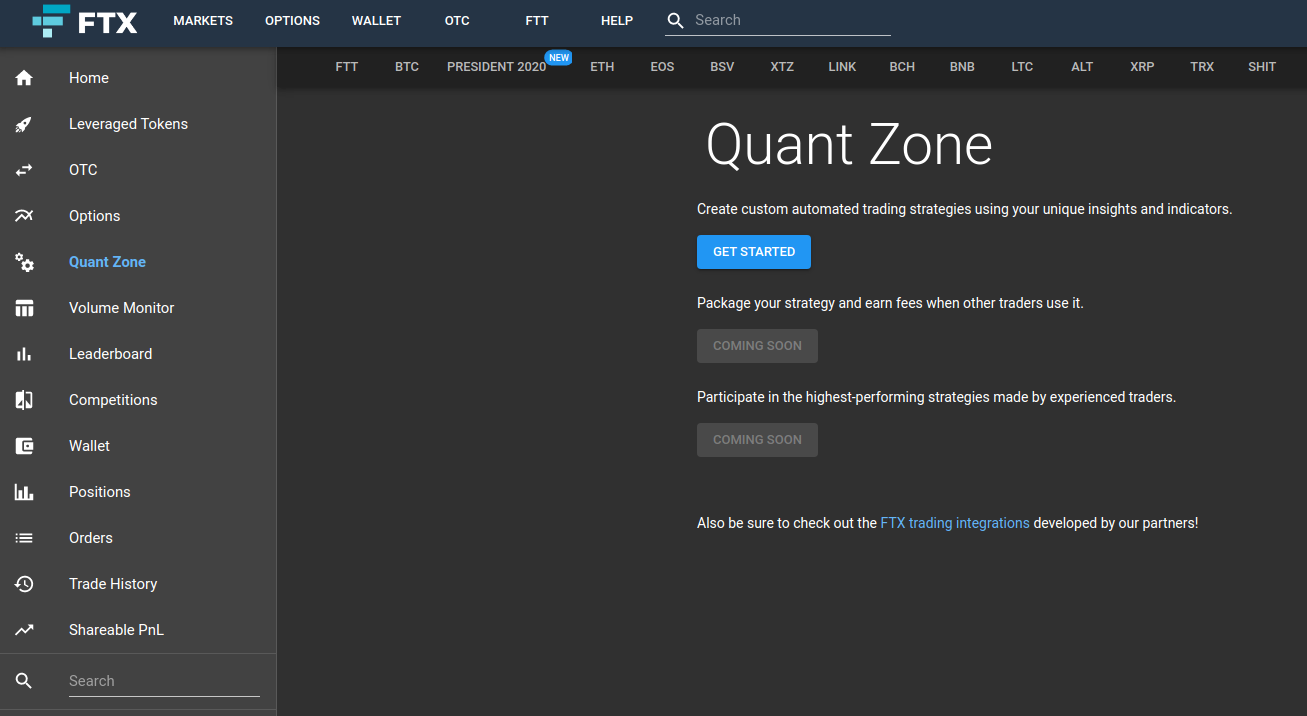 FTX MARKETS OPTIONS WALLET OTC FTT HELP Search
FTT BTC PRESIDENT 2020 NEW ETH EOS BSV XTZ LINK BCH BNB LTC ALT XRP TRX SHIT
Home
Leveraged Tokens
OTC
Options
Quant Zone
Volume Monitor
Leaderboard
Competitions
Wallet
Positions
Orders
Trade History
Shareable PnL
Search
Quant Zone
Create custom automated trading strategies using your unique insights and indicators.
GET STARTED
Package your strategy and earn fees when other traders use it.
COMING SOON
Participate in the highest-performing strategies made by experienced traders.
COMING SOON
Also be sure to check out the FTX trading integrations developed by our partners!